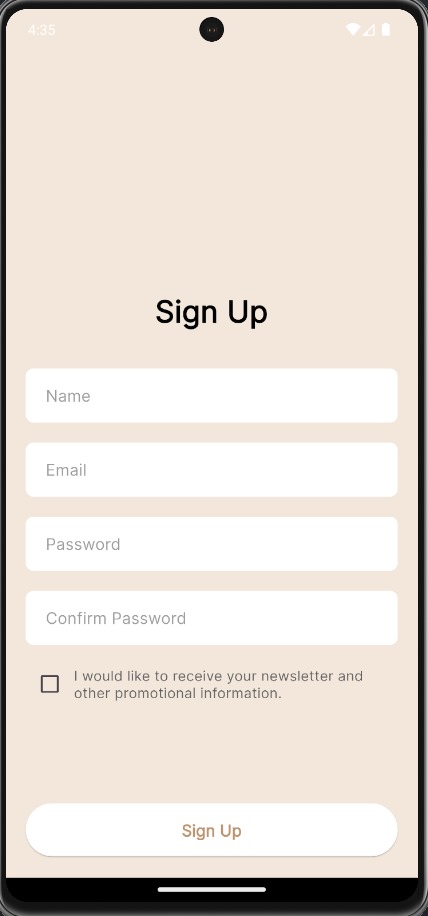 4:35
Sign Up
Name
Email
Password
Confirm Password
I would like to receive your newsletter and
other promotional information.
Sign Up